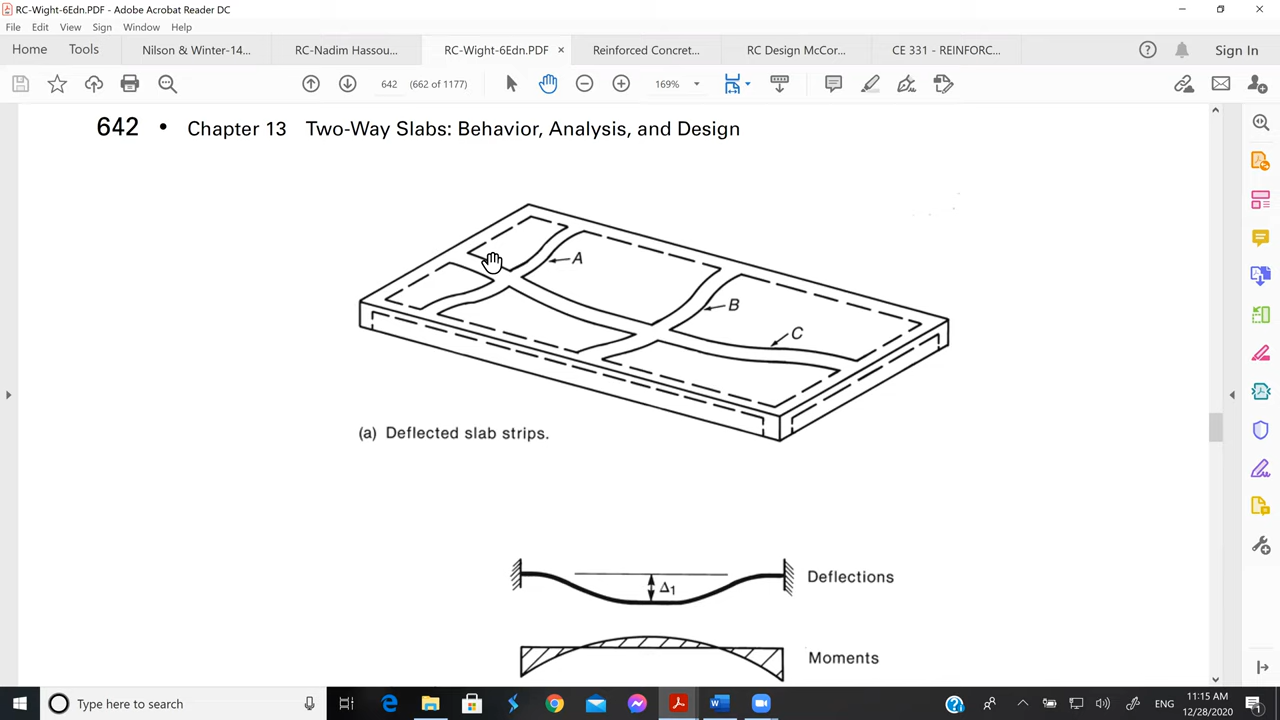 RC-Wight-6Edn.PDF - Adobe Acrobat Reader DC
File Edit View Sign Window Help
Home Tools Nilson & Winter-14... RC-Nadim Hassou... RC-Wight-6Edn.PDF × Reinforced Concret... RC Design McCor... CE 331 - REINFORC... Sign In
642 (662 of 1177) 169%
642 • Chapter 13 Two-Way Slabs: Behavior, Analysis, and Design
A
B
C
(a) Deflected slab strips.
Δ1 Deflections
Moments
Type here to search
ENG
11:15 AM
12/28/2020
1